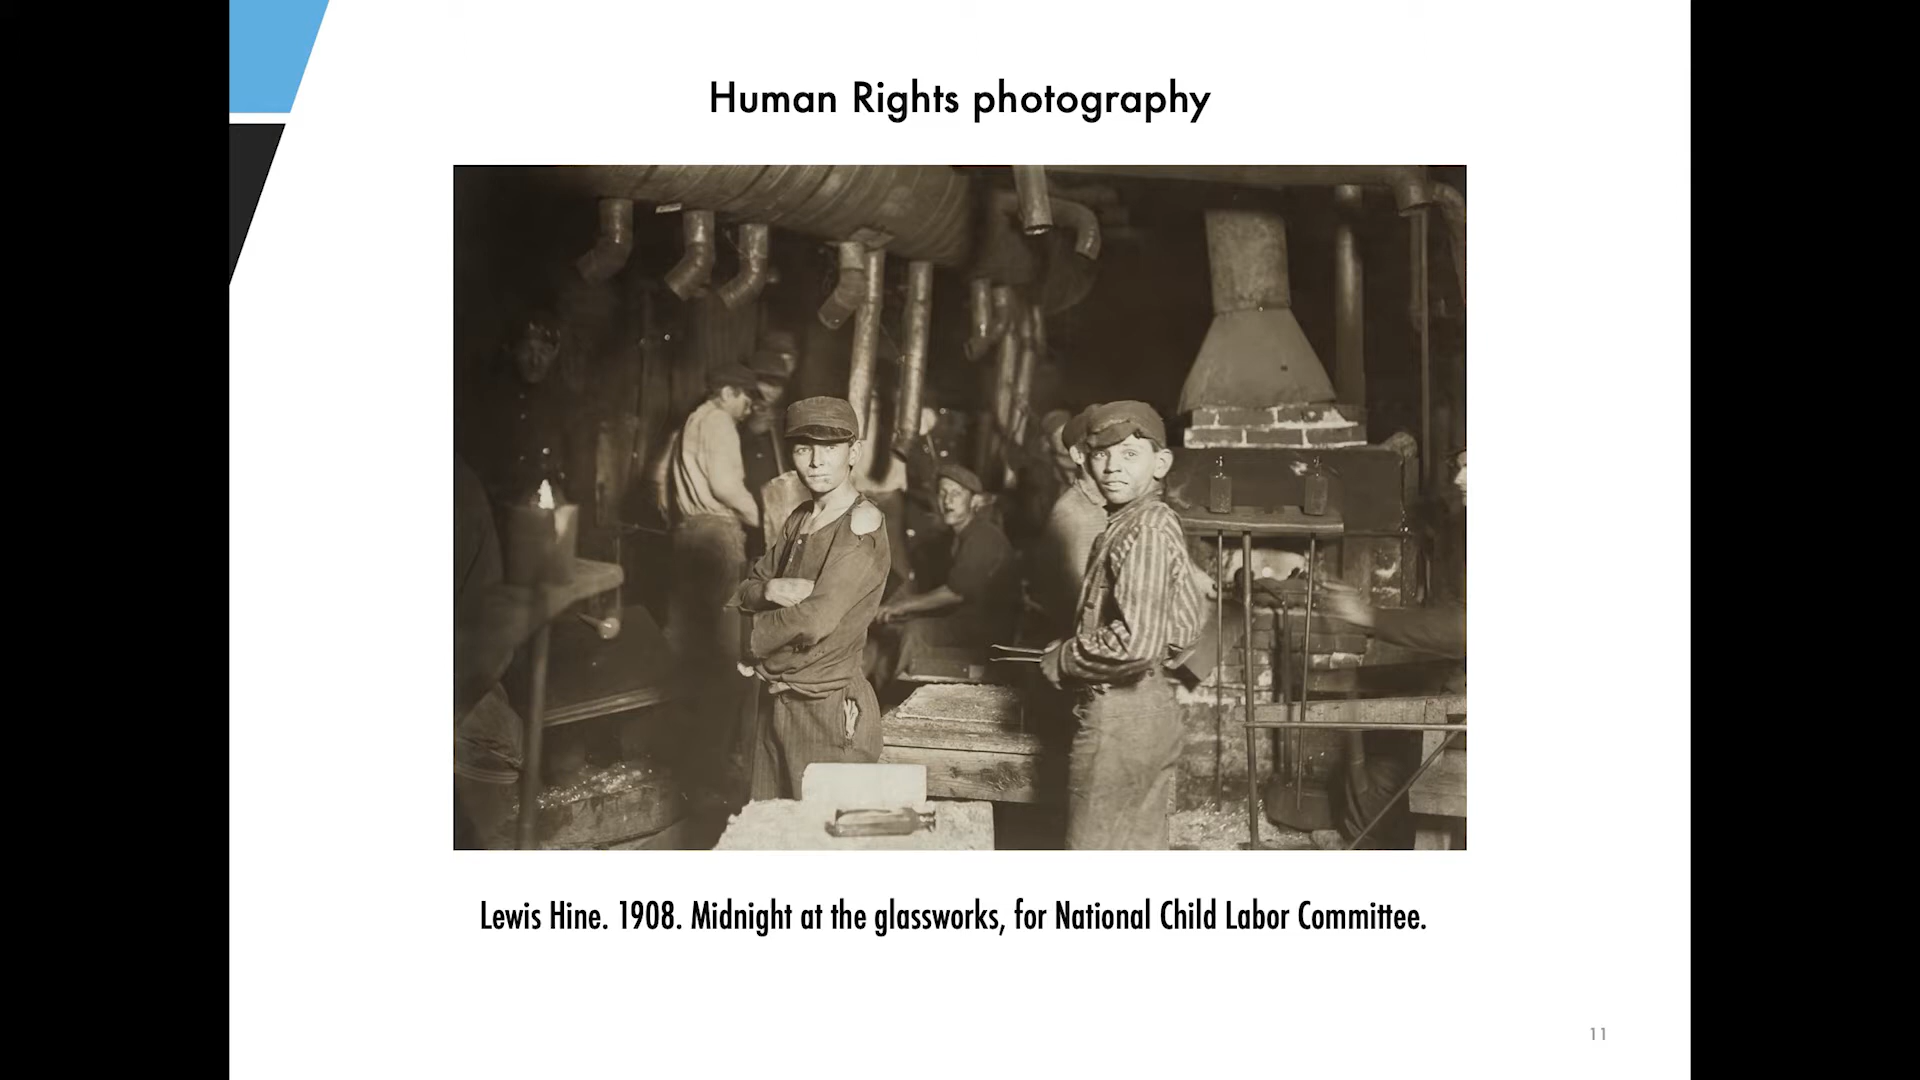 Human Rights photography
Lewis Hine. 1908. Midnight at the glassworks, for National Child Labor Committee.
11